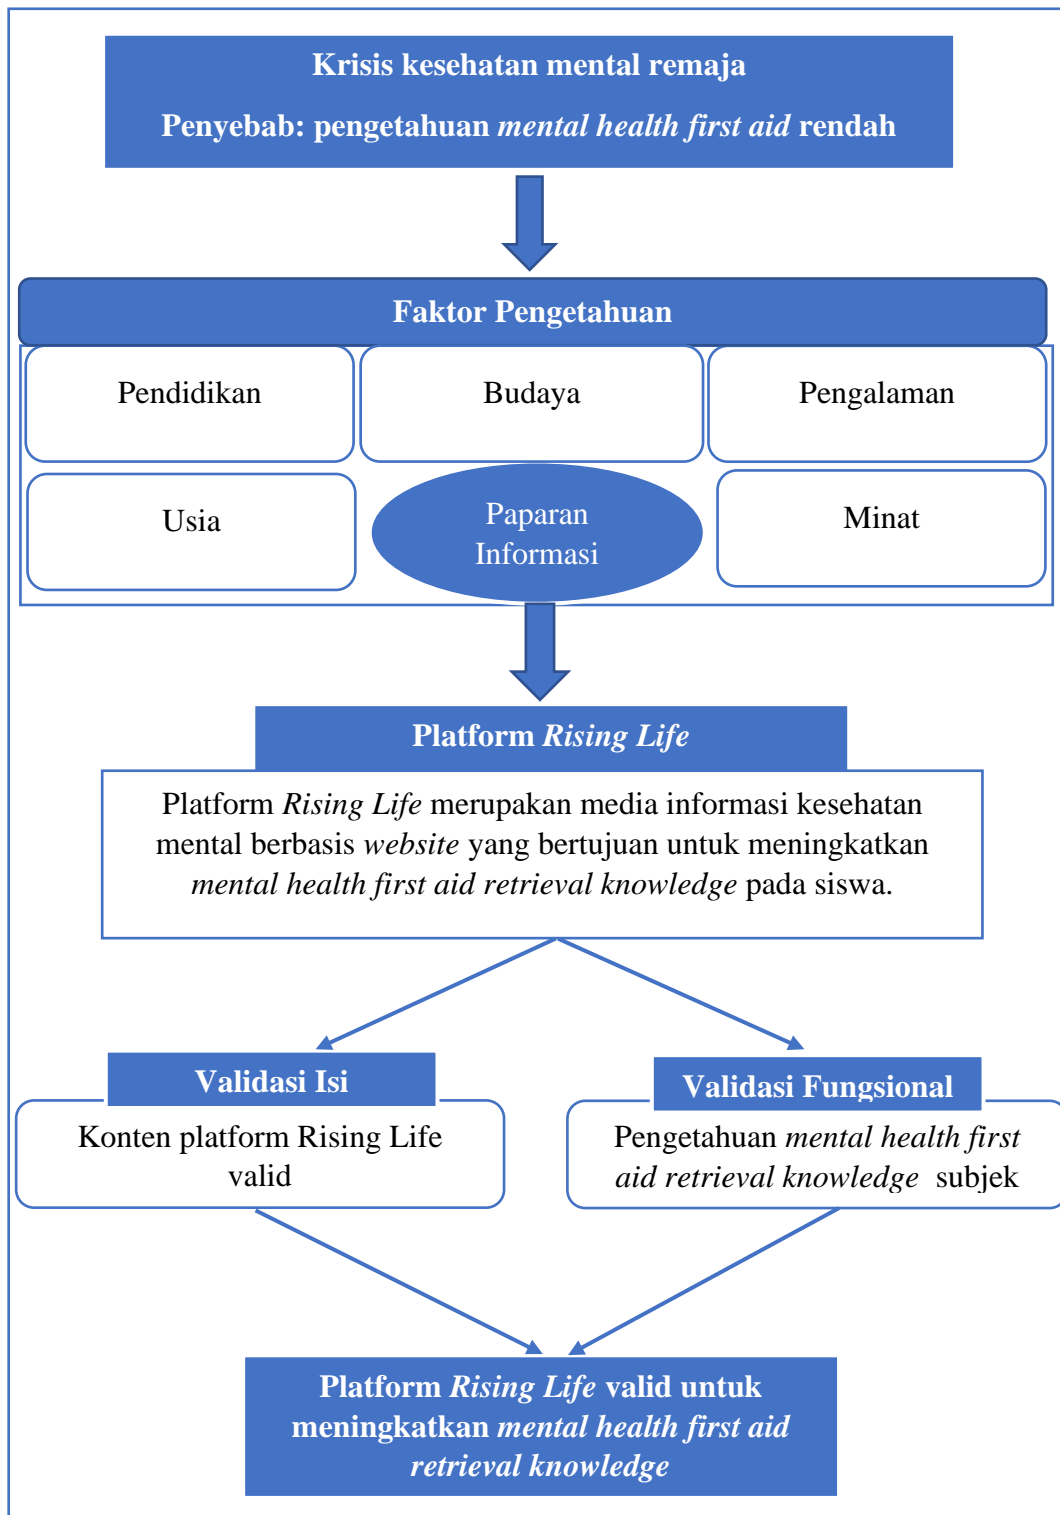 Krisis kesehatan mental remaja
Penyebab: pengetahuan mental health first aid rendah
Faktor Pengetahuan
Pendidikan
Budaya
Pengalaman
Usia
Paparan
Informasi
Minat
Platform Rising Life
Platform Rising Life merupakan media informasi kesehatan
mental berbasis website yang bertujuan untuk meningkatkan
mental health first aid retrieval knowledge pada siswa.
Validasi Isi
Konten platform Rising Life
valid
Validasi Fungsional
Pengetahuan mental health first
aid retrieval knowledge subjek
Platform Rising Life valid untuk
meningkatkan mental health first aid
retrieval knowledge